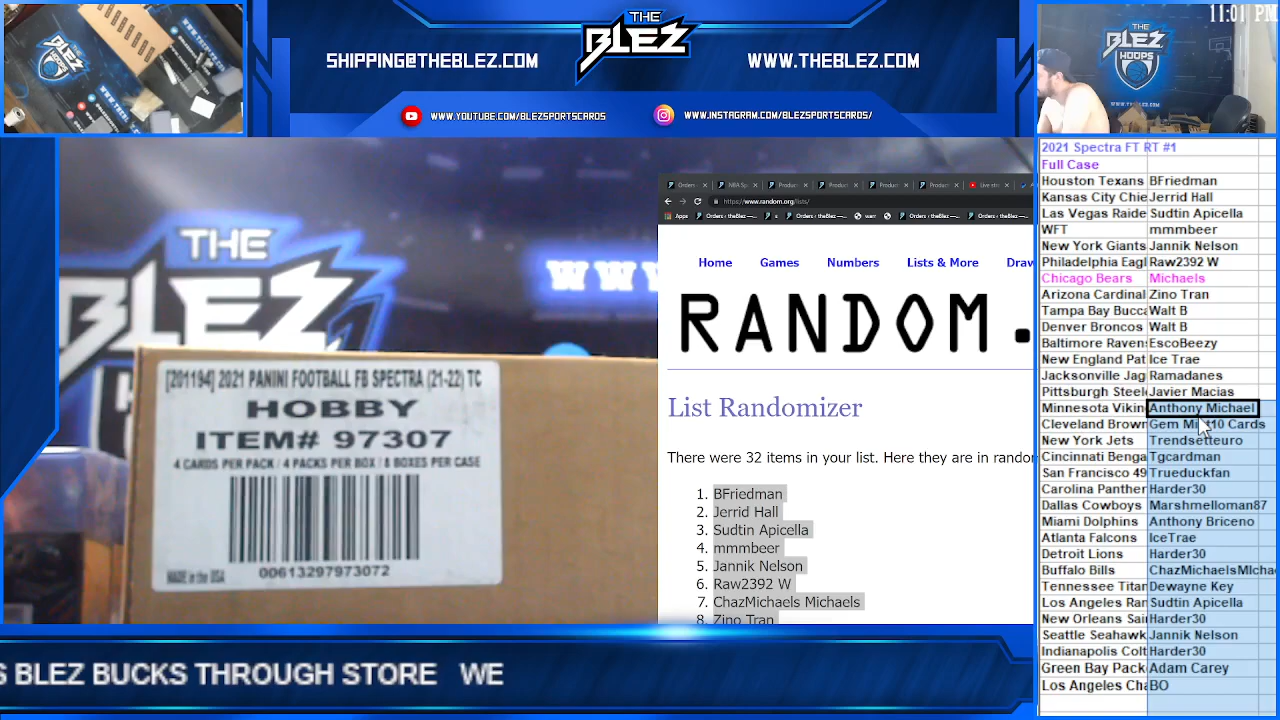 THE
BLEZ
SHIPPING@THEBLEZ.COM
WWW.THEBLEZ.COM
WWW.YOUTUBE.COM/BLEZSPORTSCARDS
WWW.INSTAGRAM.COM/BLEZSPORTSCARDS/
11:01 PM
THE
BLEZ
HOOPS
THE
BLEZ
WWW
[201194] 2021 PANINI FOOTBALL FB SPECTRA (21-22) TC
HOBBY
ITEM# 97307
4 CARDS PER PACK / 4 PACKS PER BOX / 8 BOXES PER CASE
MADE in the USA
00613297973072
https://www.random.org/lists/
Apps
Home Games Numbers Lists & More Draw
RANDOM.
List Randomizer
There were 32 items in your list. Here they are in random
1. BFriedman
2. Jerrid Hall
3. Sudtin Apicella
4. mmmbeer
5. Jannik Nelson
6. Raw2392 W
7. ChazMichaels Michaels
8. Zino Tran
2021 Spectra FT RT #1
Full Case
Houston Texans BFriedman
Kansas City Chie Jerrid Hall
Las Vegas Raide Sudtin Apicella
WFT mmmbeer
New York Giants Jannik Nelson
Philadelphia Eagl Raw2392 W
Chicago Bears Michaels
Arizona Cardinal Zino Tran
Tampa Bay Bucca Walt B
Denver Broncos Walt B
Baltimore Raven EscoBeezy
New England Pat Ice Trae
Jacksonville Jag Ramadanes
Pittsburgh Steel Javier Macias
Minnesota Vikin Anthony Michael
Cleveland Brown Gem Mi 10 Cards
New York Jets Trendsetteuro
Cincinnati Benga Tgcardman
San Francisco 49 Trueduckfan
Carolina Panther Harder30
Dallas Cowboys Marshmelloman87
Miami Dolphins Anthony Briceno
Atlanta Falcons IceTrae
Detroit Lions Harder30
Buffalo Bills ChazMichaelsMicha
Tennessee Titan Dewayne Key
Los Angeles Ran Sudtin Apicella
New Orleans Sai Harder30
Seattle Seahawk Jannik Nelson
Indianapolis Colt Harder30
Green Bay Pack Adam Carey
Los Angeles Cha BO
S BLEZ BUCKS THROUGH STORE WE